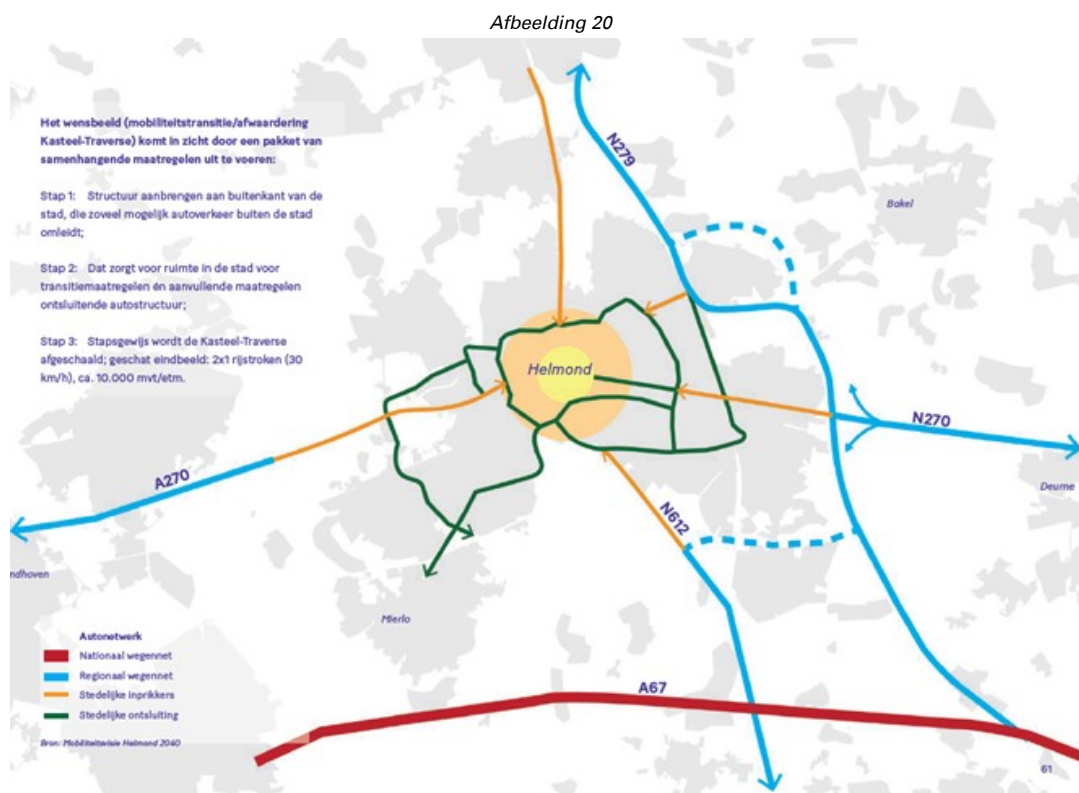 Afbeelding 20
Het wensbeeld (mobiliteitstransitie/afwaardering
Kasteel-Traverse) komt in zicht door een pakket van
samenhangende maatregelen uit te voeren:
Stap 1: Structuur aanbrengen aan buitenkant van de
stad, die zoveel mogelijk autoverkeer buiten de stad
omleidt;
Stap 2: Dat zorgt voor ruimte in de stad voor
transitiemaatregelen én aanvullende maatregelen
ontsluitende autostructuur;
Stap 3: Stapsgewijs wordt de Kasteel-Traverse
afgeschaald; geschat eindbeeld: 2x1 rijstroken (30
km/h), ca. 10.000 mvt/etm.
N279
Bakel
Helmond
N270
Deurne
A270
ndhoven
N612
Mierlo
A67
Autonetwerk
Nationaal wegennet
Regionaal wegennet
Stedelijke inprikkers
Stedelijke ontsluiting
Bron: Mobiliteitsvisie Helmond 2040
61